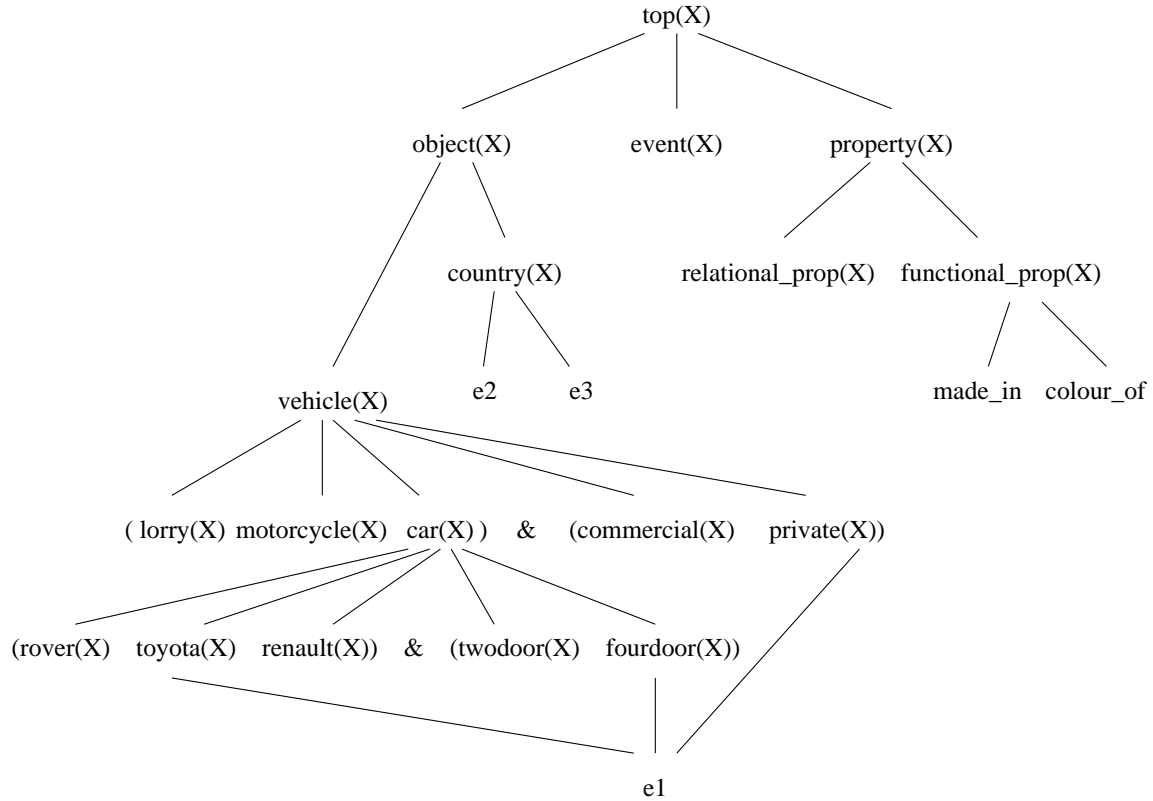 top(X)
object(X) event(X) property(X)
country(X) relational_prop(X) functional_prop(X)
e2 e3 made_in colour_of
vehicle(X)
( lorry(X) motorcycle(X) car(X) ) & (commercial(X) private(X))
(rover(X) toyota(X) renault(X)) & (twodoor(X) fourdoor(X))
e1